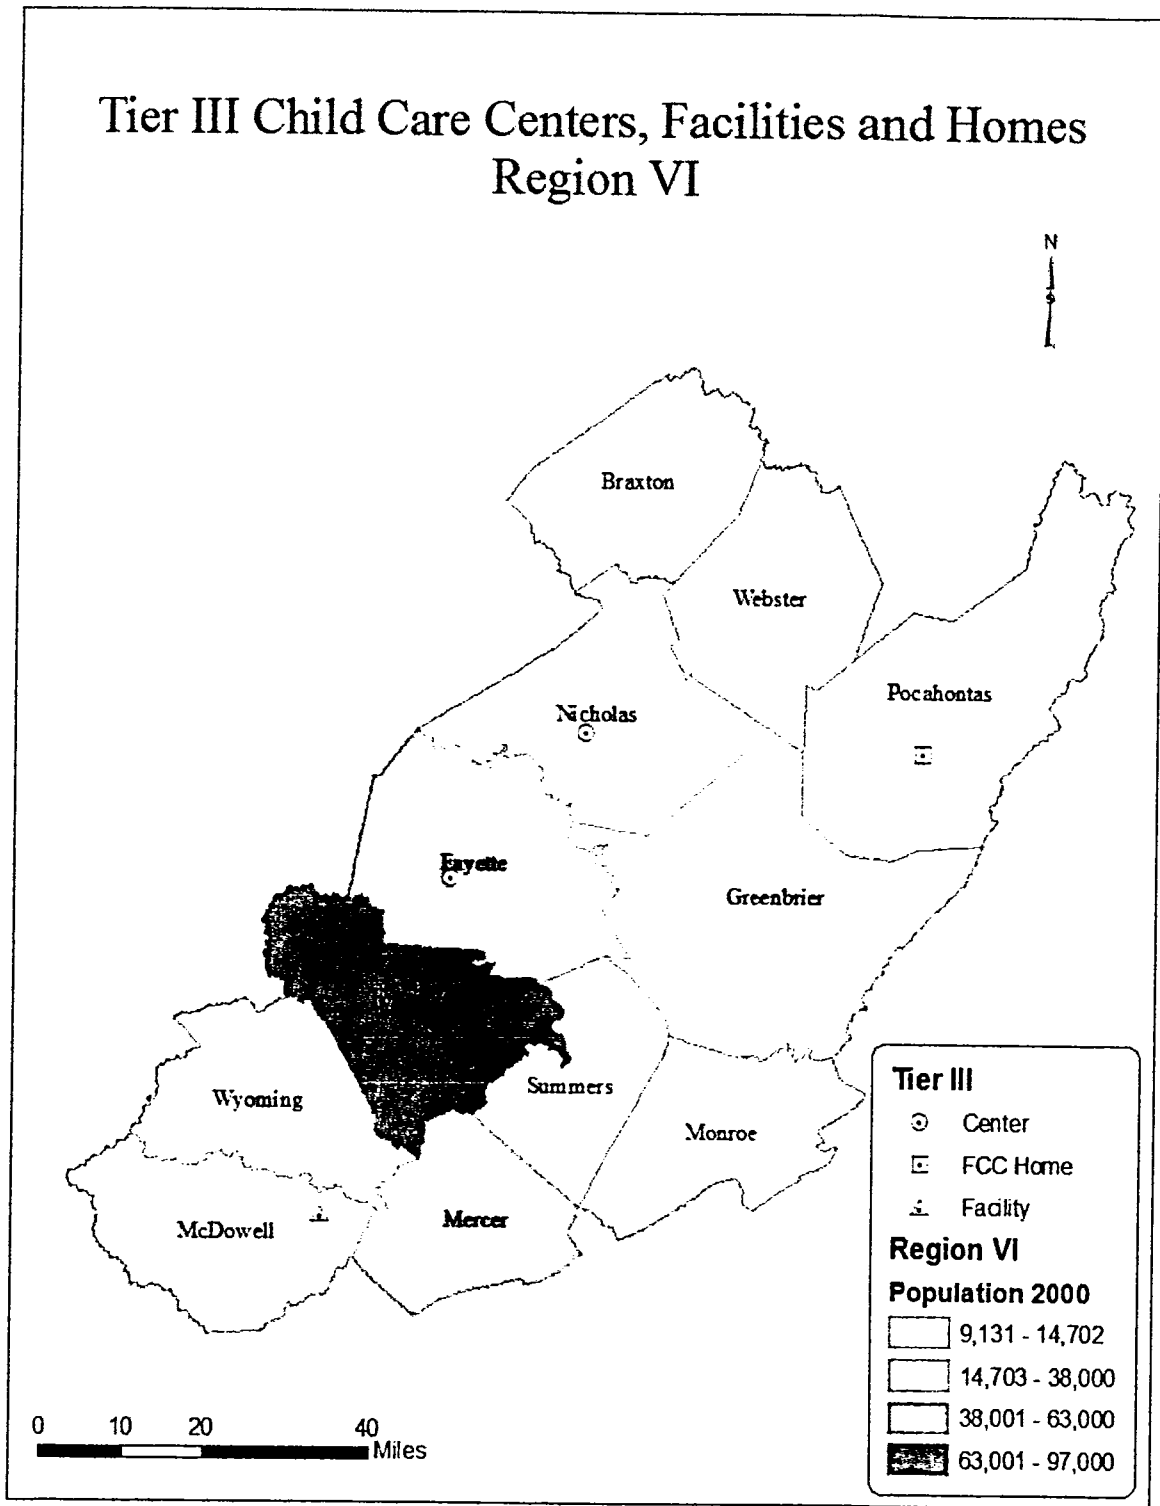 Tier III Child Care Centers, Facilities and Homes
Region VI
N
Braxton
Webster
Pocahontas
Nicholas
Fayette
Greenbrier
Summers
Wyoming
Monroe
McDowell
Mercer
Tier III
Center
FCC Home
Facility
Region VI
Population 2000
9,131 - 14,702
14,703 - 38,000
38,001 - 63,000
63,001 - 97,000
0 10 20 40
Miles